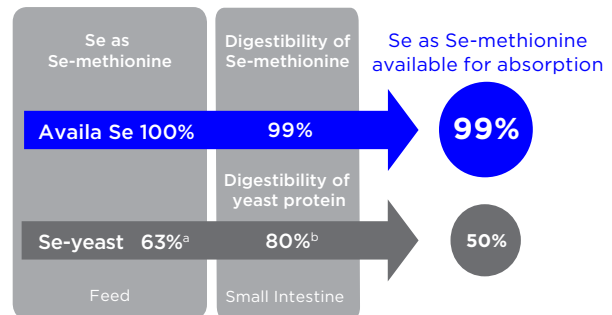 Se as
Se-methionine
Digestibility of
Se-methionine
Se as Se-methionine
available for absorption
Availa Se 100%
99%
99%
Digestibility of
yeast protein
Se-yeast 63%ᵃ
80%ᵇ
50%
Feed
Small Intestine